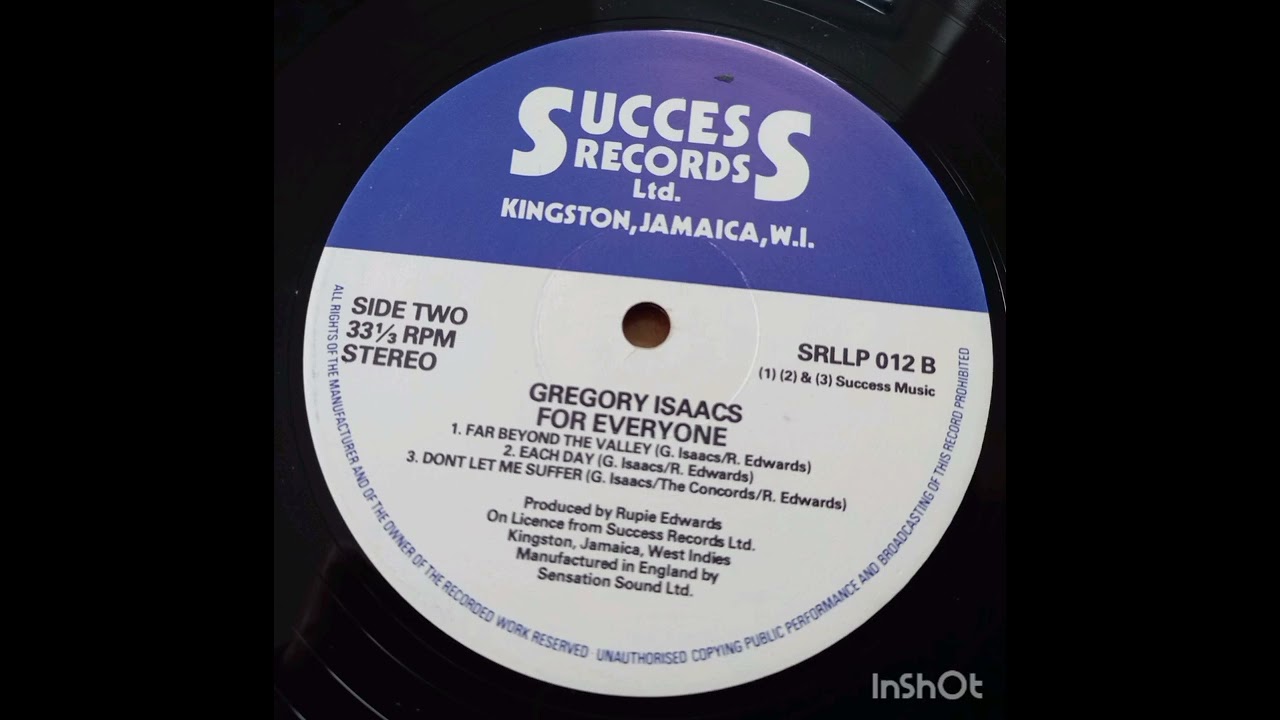 SUCCESS
RECORDS
Ltd.
KINGSTON, JAMAICA, W.I.
SIDE TWO
33⅓ RPM
STEREO
SRLLP 012 B
(1) (2) & (3) Success Music
GREGORY ISAACS
FOR EVERYONE
1. FAR BEYOND THE VALLEY (G. Isaacs/R. Edwards)
2. EACH DAY (G. Isaacs/R. Edwards)
3. DONT LET ME SUFFER (G. Isaacs/The Concords/R. Edwards)
Produced by Rupie Edwards
On Licence from Success Records Ltd.
Kingston, Jamaica, West Indies
Manufactured in England by
Sensation Sound Ltd.
ALL RIGHTS OF THE MANUFACTURER AND OF THE OWNER OF THE RECORDED WORK RESERVED · UNAUTHORISED COPYING PUBLIC PERFORMANCE AND BROADCASTING OF THIS RECORD PROHIBITED
InShOt